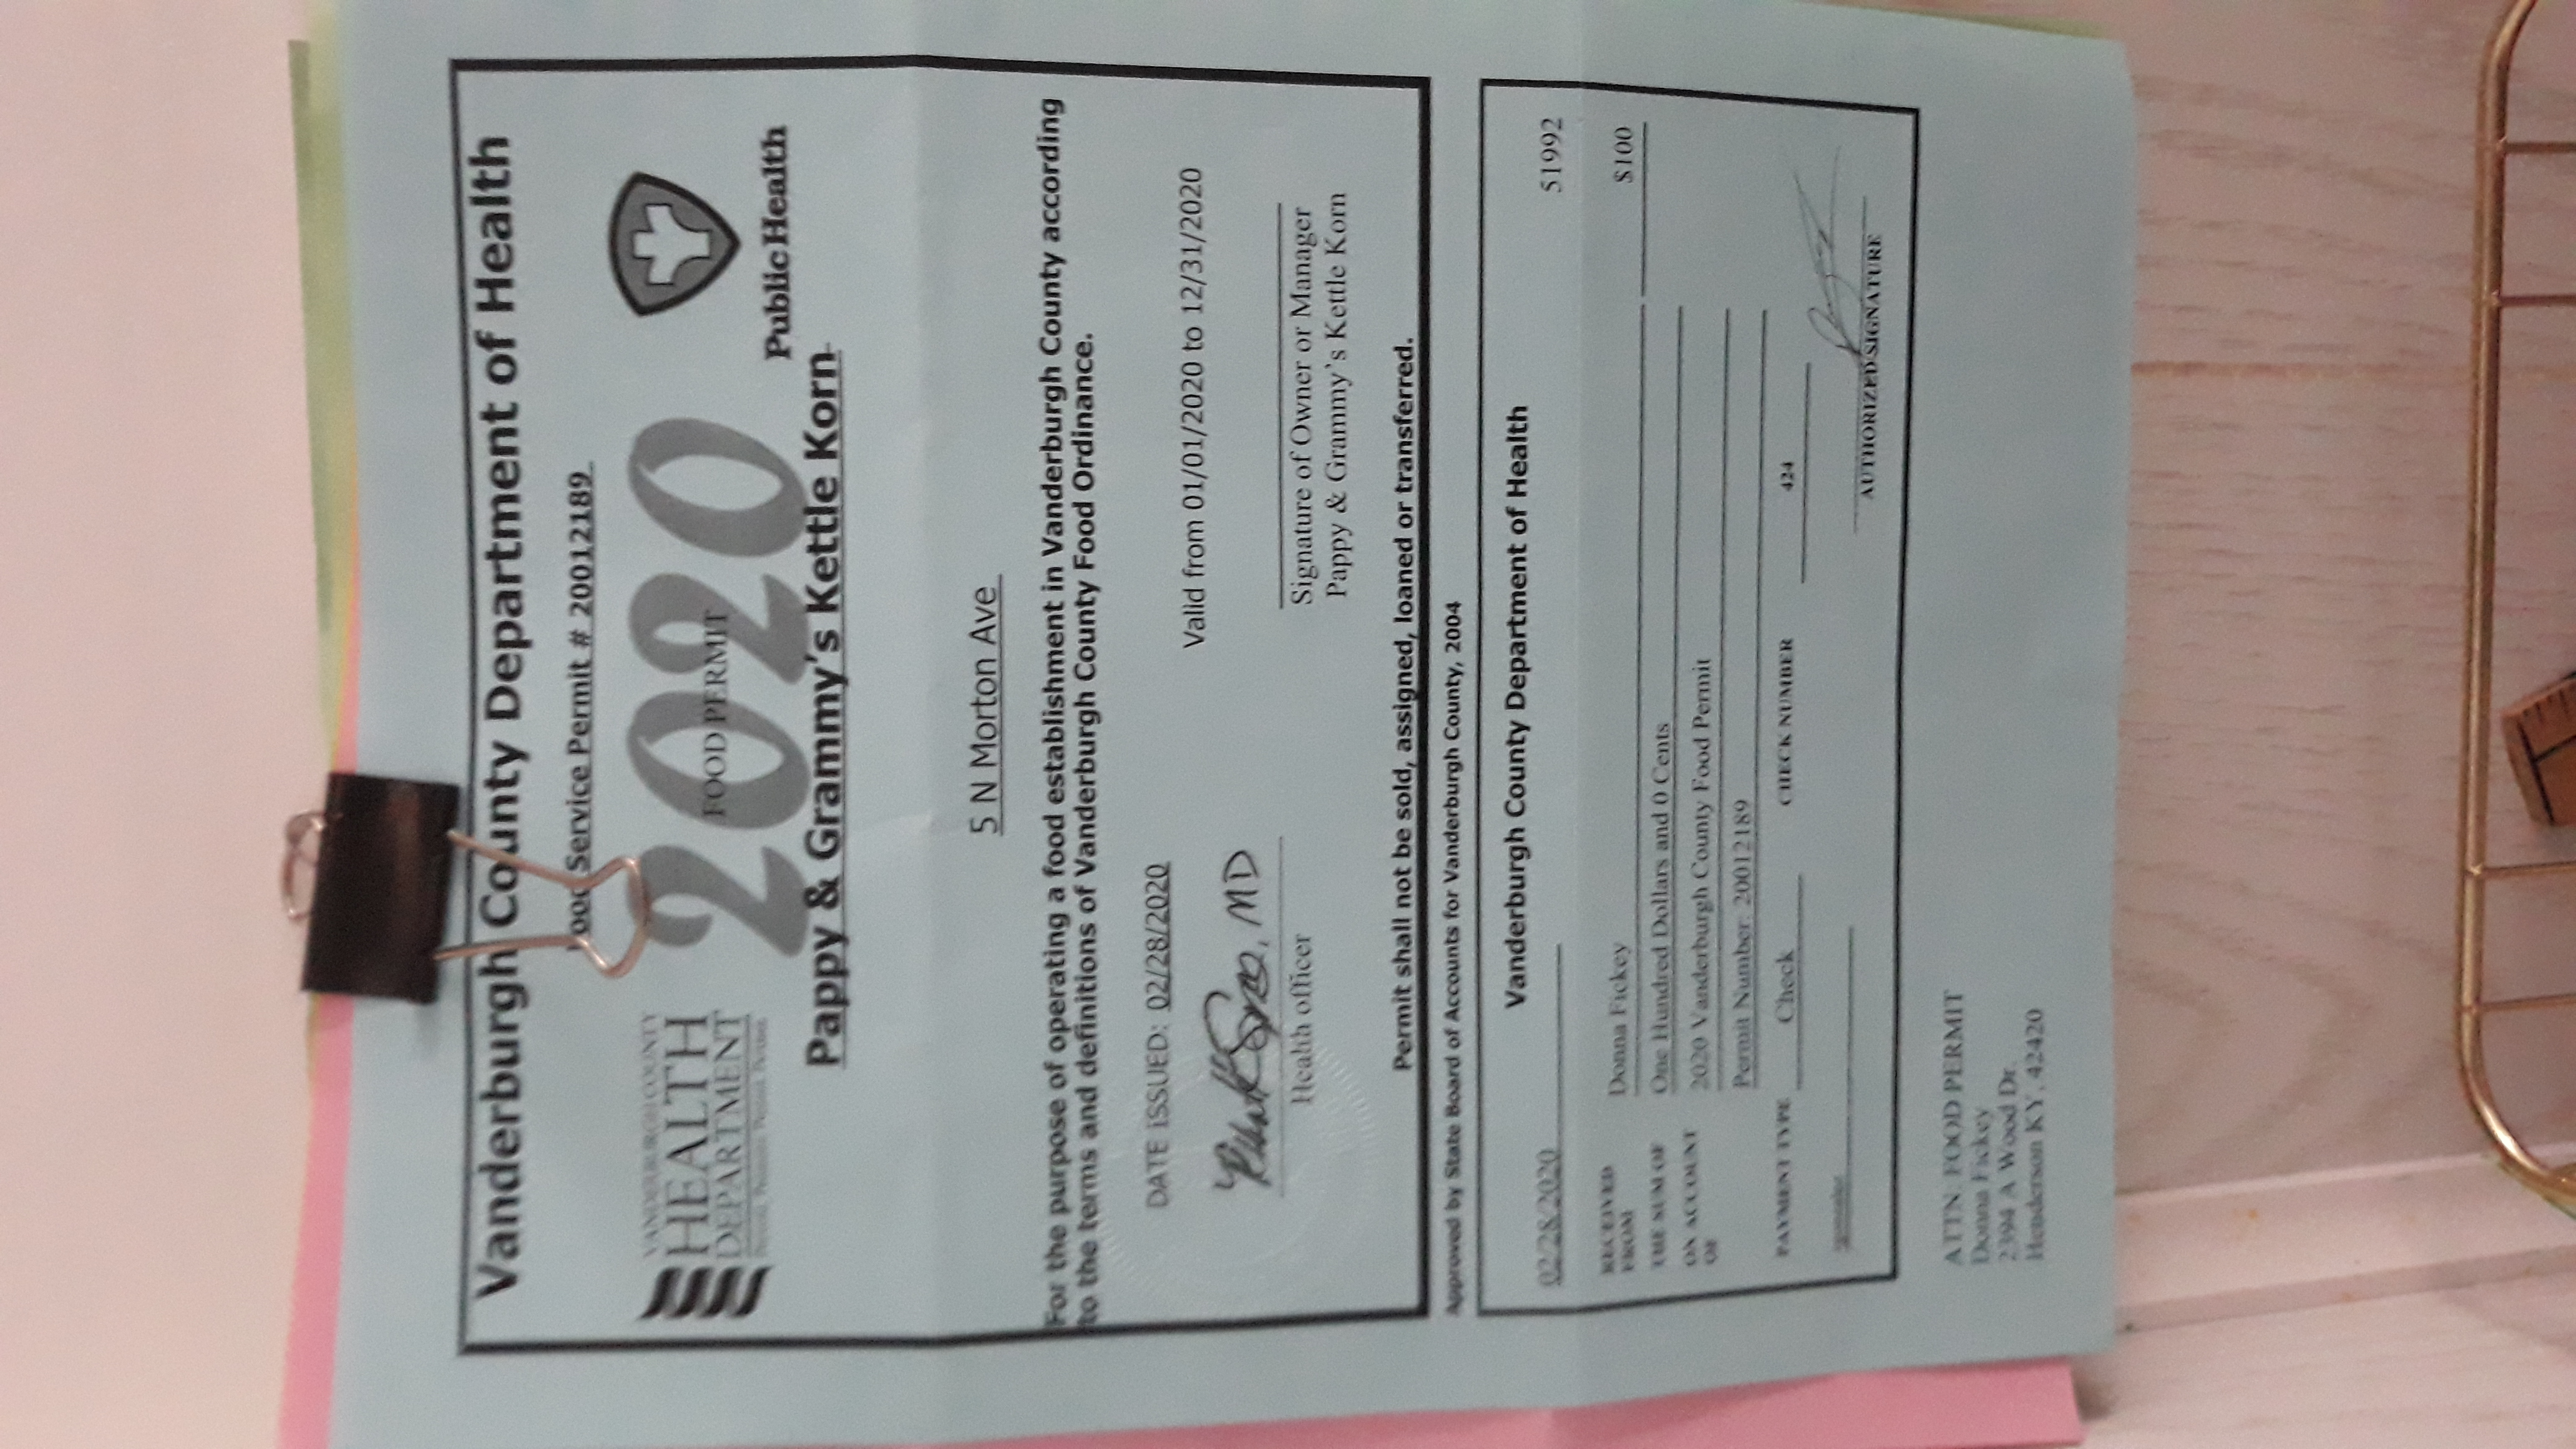 Vanderburgh County Department of Health
ood Service Permit # 20012189
VANDERBURGH COUNTY
HEALTH
DEPARTMENT
2020
FOOD PERMIT
Public Health
Pappy & Grammy's Kettle Korn
5 N Morton Ave
For the purpose of operating a food establishment in Vanderburgh County according
to the terms and definitions of Vanderburgh County Food Ordinance.
DATE ISSUED: 02/28/2020
Valid from 01/01/2020 to 12/31/2020
MD
Health officer
Signature of Owner or Manager
Pappy & Grammy's Kettle Korn
Permit shall not be sold, assigned, loaned or transferred.
Approved by State Board of Accounts for Vanderburgh County, 2004
Vanderburgh County Department of Health
02/28/2020 51992
RECEIVED FROM Donna Fickey $100
THE SUM OF One Hundred Dollars and 0 Cents
ON ACCOUNT OF 2020 Vanderburgh County Food Permit
Permit Number: 20012189
PAYMENT TYPE Check CHECK NUMBER 424
AUTHORIZED SIGNATURE
ATTN: FOOD PERMIT
Donna Fickey
2394 A Wood Dr.
Henderson KY, 42420